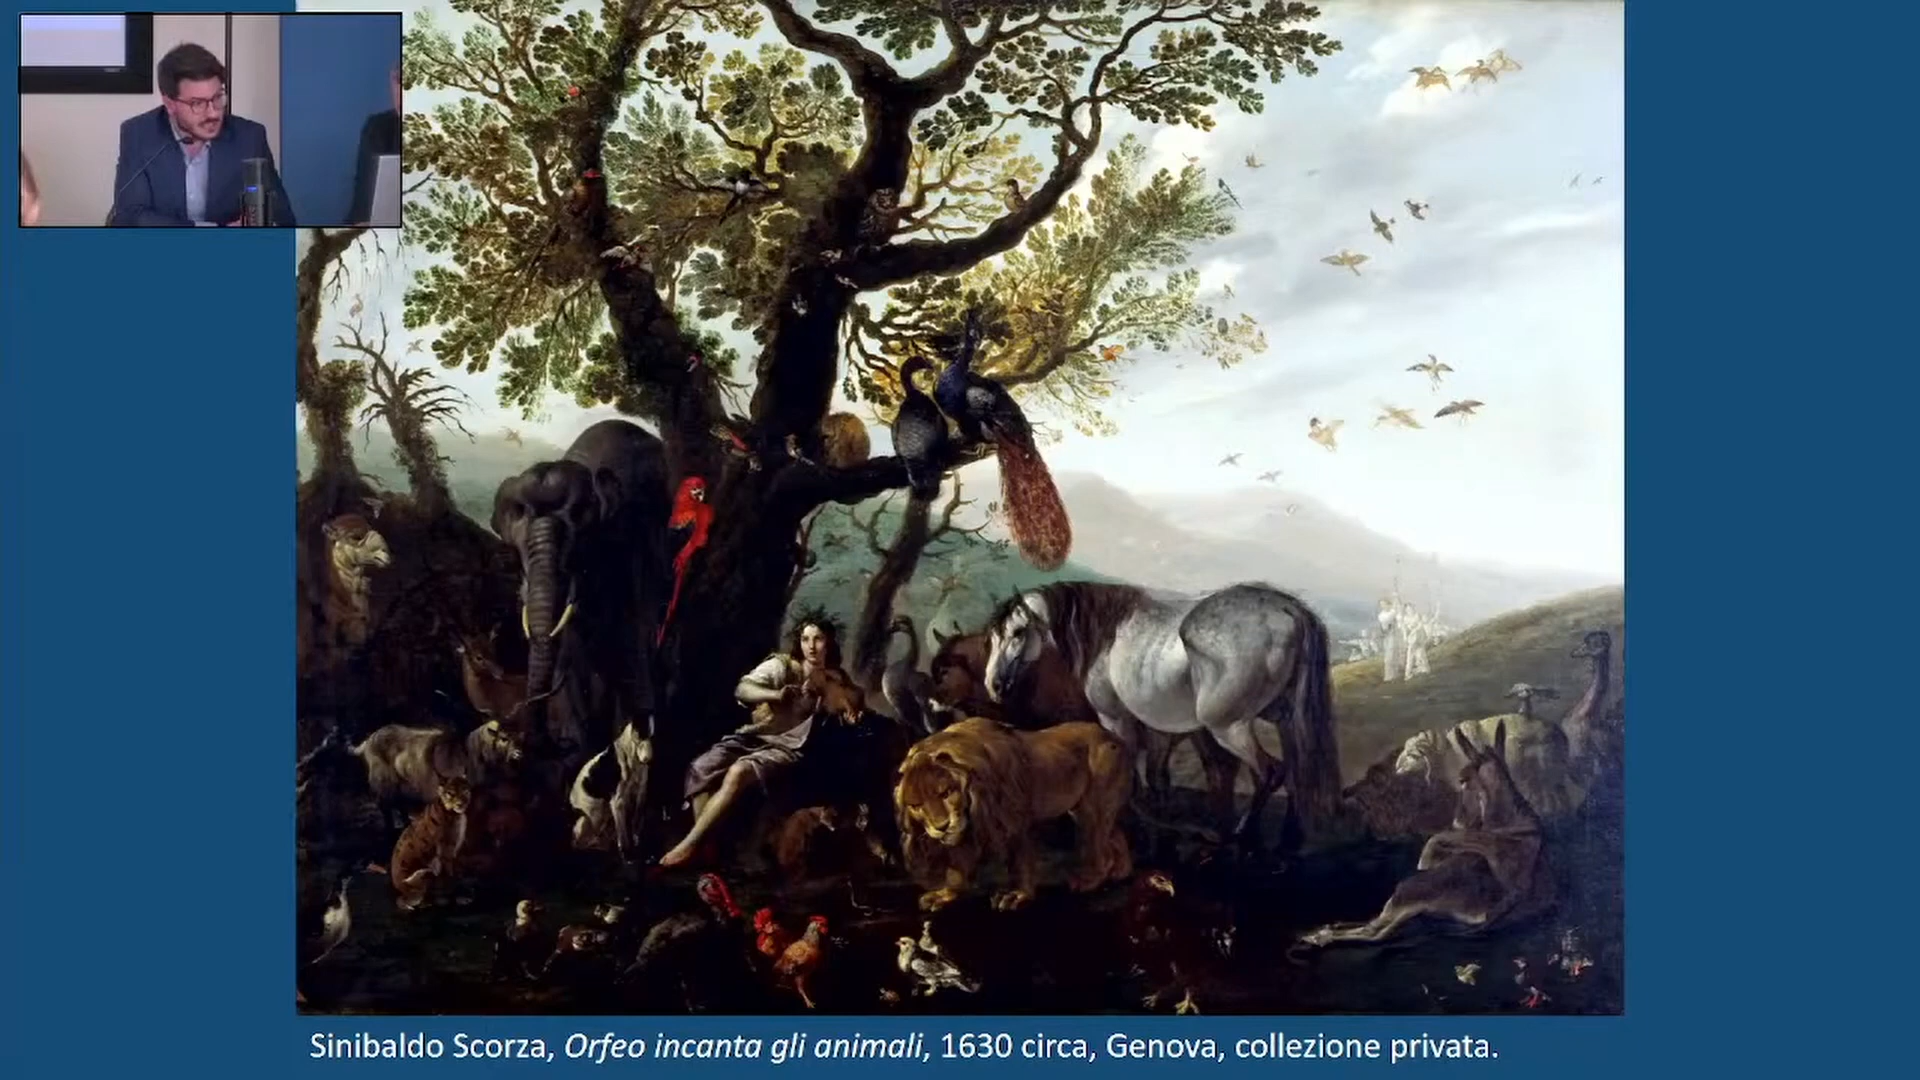 Sinibaldo Scorza, Orfeo incanta gli animali, 1630 circa, Genova, collezione privata.